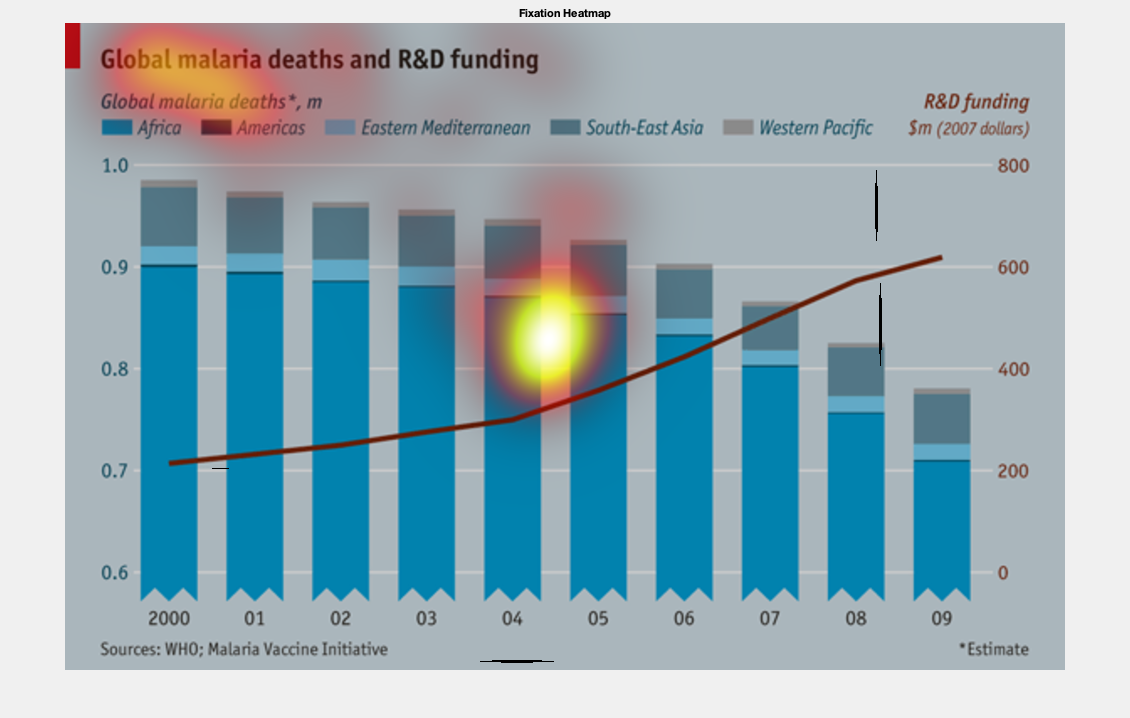 Fixation Heatmap
Global malaria deaths and R&D funding
Global malaria deaths*, m
R&D funding
Africa Americas Eastern Mediterranean South-East Asia Western Pacific
$m (2007 dollars)
1.0 800
0.9 600
0.8 400
0.7 200
0.6 0
2000 01 02 03 04 05 06 07 08 09
Sources: WHO; Malaria Vaccine Initiative
*Estimate